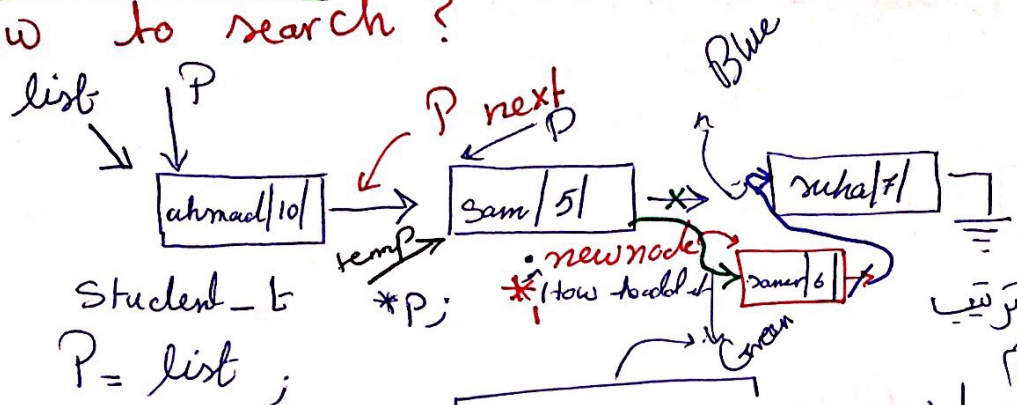 w to search ?
Blue
list P P next
P n
ahmad/10/ sam/5/ suha/7/
temp newnode
* How to add it samer/6/
Student_t *p;
Green
P = list ;
ترتيب